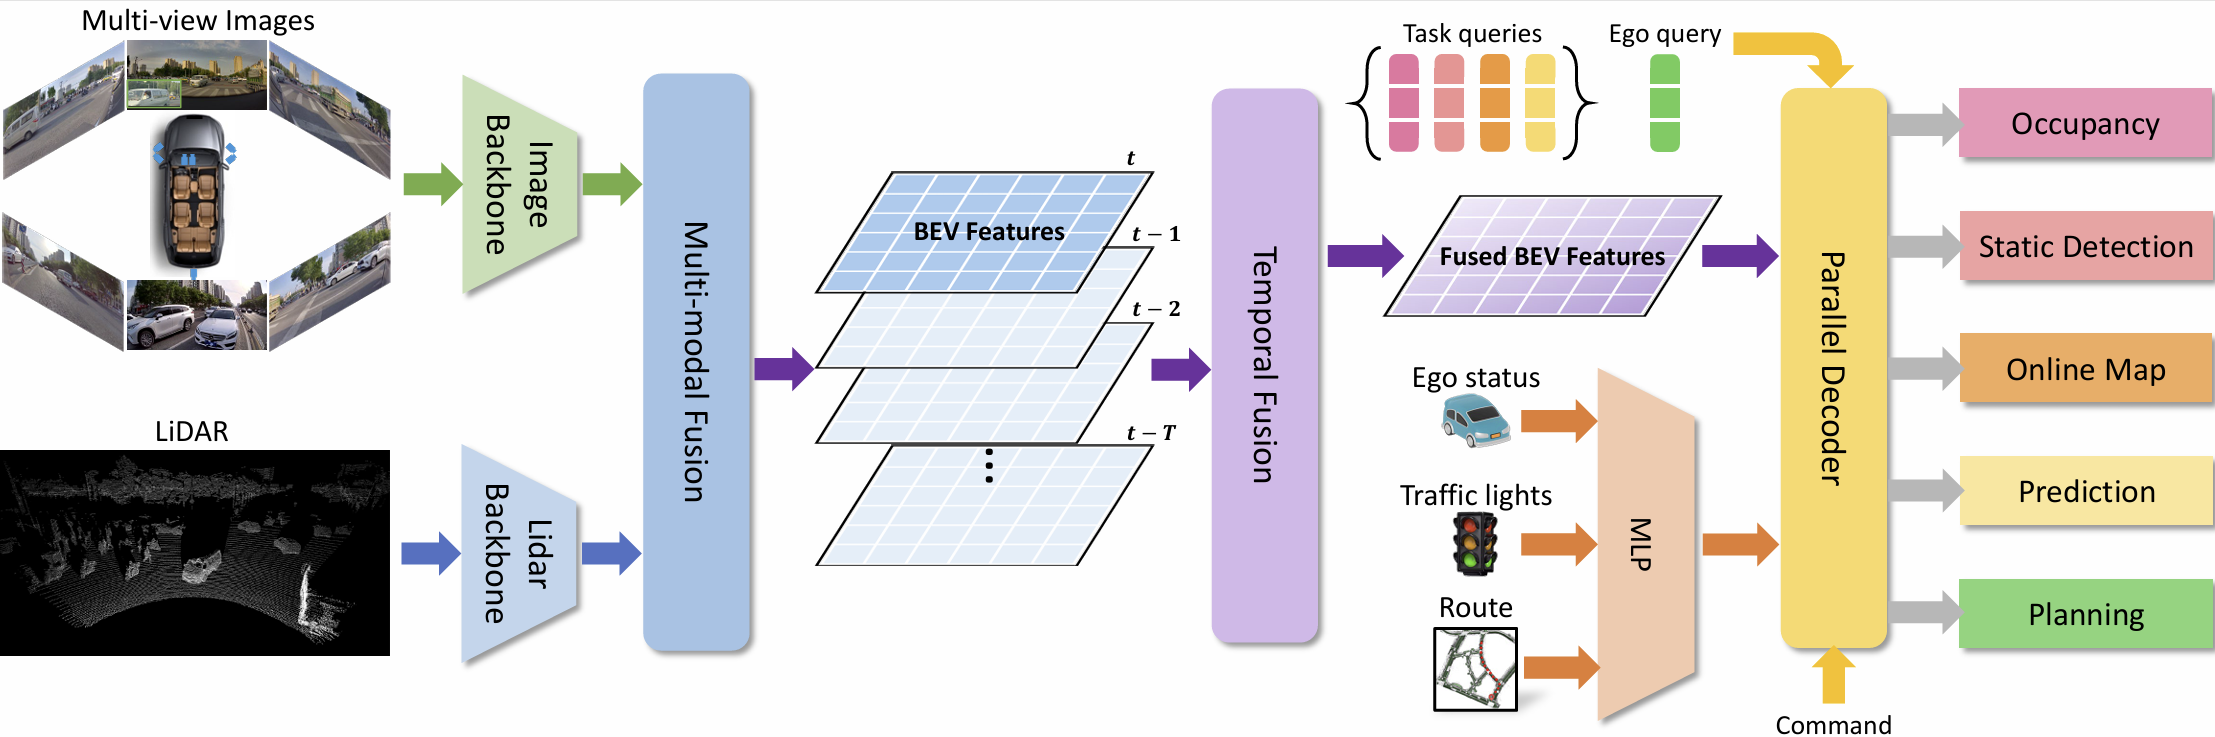 Multi-view Images
Image
Backbone
LiDAR
Lidar
Backbone
Multi-modal Fusion
t
BEV Features
t − 1
t − 2
t − T
Temporal Fusion
Task queries
Ego query
Fused BEV Features
Ego status
Traffic lights
Route
MLP
Parallel Decoder
Command
Occupancy
Static Detection
Online Map
Prediction
Planning